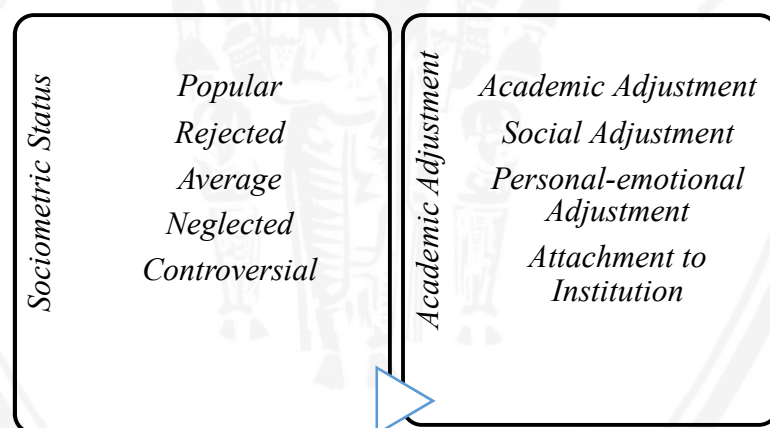 Sociometric Status
Popular
Rejected
Average
Neglected
Controversial
Academic Adjustment
Academic Adjustment
Social Adjustment
Personal-emotional
Adjustment
Attachment to
Institution